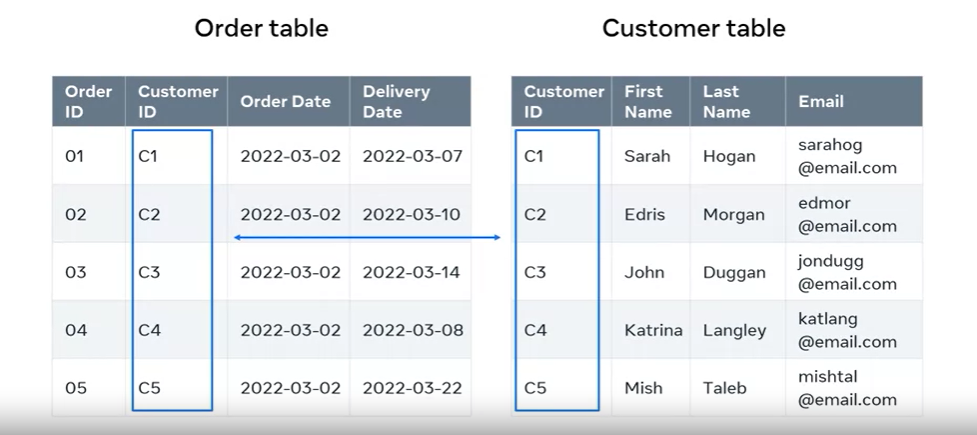 Order table
Customer table
Order ID Customer ID Order Date Delivery Date
01 C1 2022-03-02 2022-03-07
02 C2 2022-03-02 2022-03-10
03 C3 2022-03-02 2022-03-14
04 C4 2022-03-02 2022-03-08
05 C5 2022-03-02 2022-03-22
Customer ID First Name Last Name Email
C1 Sarah Hogan sarahog@email.com
C2 Edris Morgan edmor@email.com
C3 John Duggan jondugg@email.com
C4 Katrina Langley katlang@email.com
C5 Mish Taleb mishtal@email.com